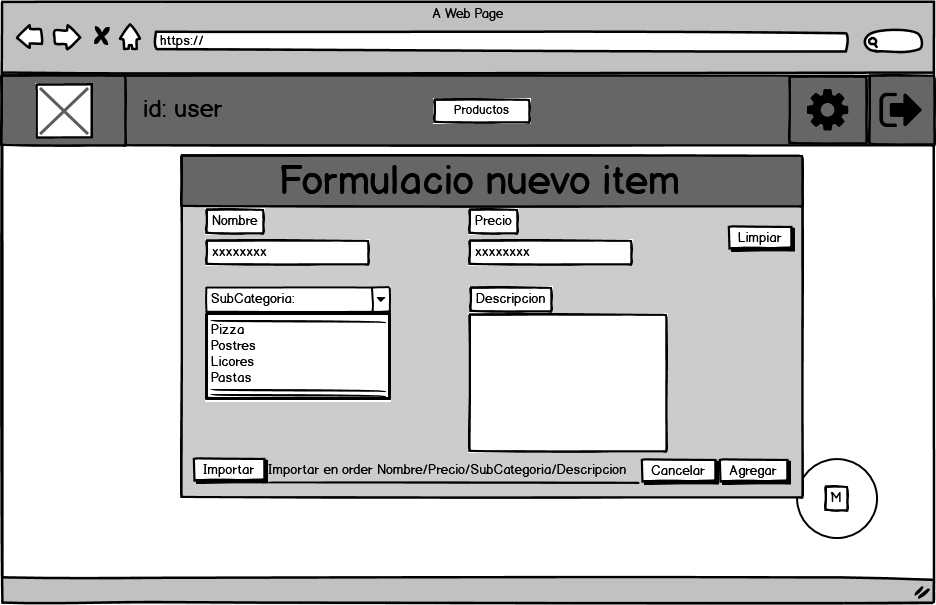 A Web Page
https://
id: user
Productos
Formulacio nuevo item
Nombre
Precio
Limpiar
xxxxxxxx
xxxxxxxx
SubCategoria:
Descripcion
Pizza
Postres
Licores
Pastas
Importar
Importar en order Nombre/Precio/SubCategoria/Descripcion
Cancelar
Agregar
M